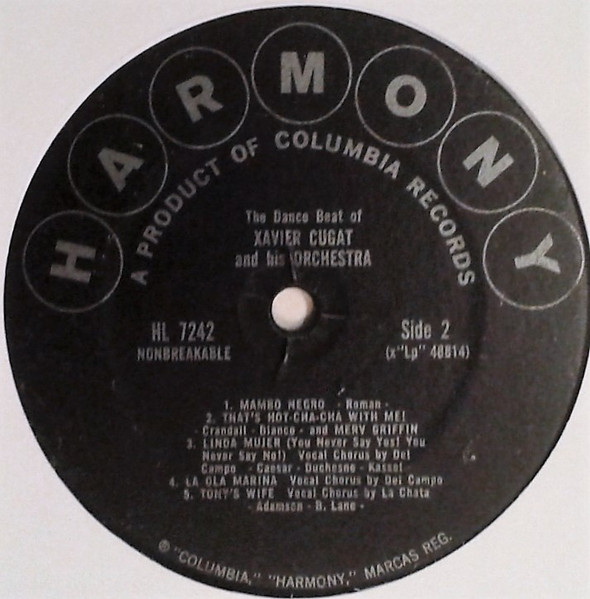 HARMONY
A PRODUCT OF COLUMBIA RECORDS
The Dance Beat of
XAVIER CUGAT
and his ORCHESTRA
HL 7242
NONBREAKABLE
Side 2
(x"Lp" 48814)
1. MAMBO NEGRO - Roman -
2. THAT'S HOT-CHA-CHA WITH ME!
- Crandall - Bianco - and MERV GRIFFIN
3. LINDA MUJER (You Never Say Yes! You
Never Say No!) Vocal Chorus by Del
Campo - Caesar - Duchesne - Kassel -
4. LA OLA MARINA Vocal Chorus by Del Campo
5. TONY'S WIFE Vocal Chorus by La Chata
- Adamson - B. Lane -
℗ "COLUMBIA," "HARMONY," MARCAS REG.